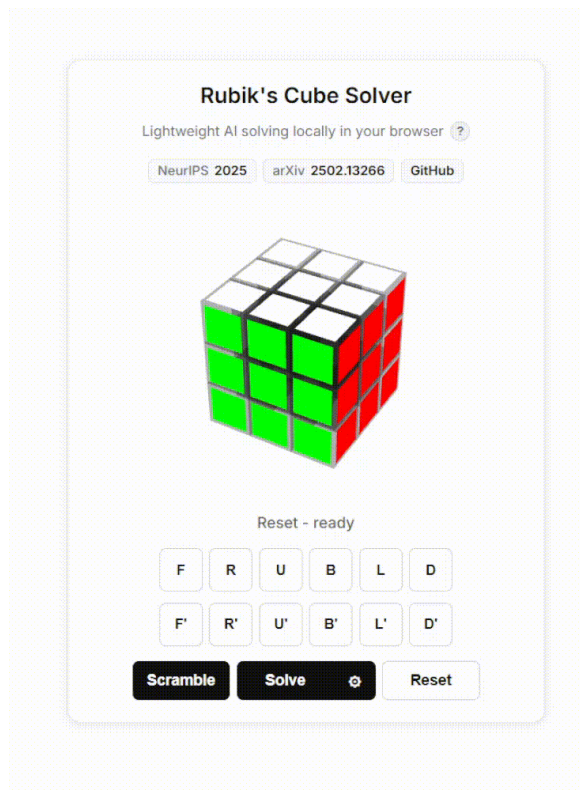 Rubik's Cube Solver
Lightweight AI solving locally in your browser ?
NeurIPS 2025 arXiv 2502.13266 GitHub
Reset - ready
F R U B L D
F' R' U' B' L' D'
Scramble Solve Reset